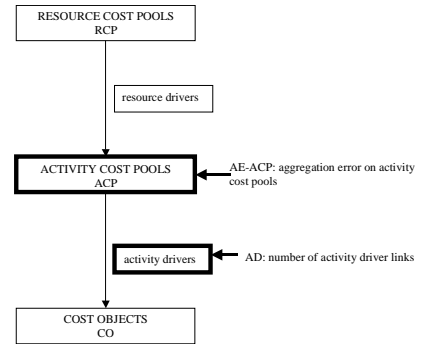 RESOURCE COST POOLS
RCP
resource drivers
ACTIVITY COST POOLS
ACP
AE-ACP: aggregation error on activity
cost pools
activity drivers
AD: number of activity driver links
COST OBJECTS
CO